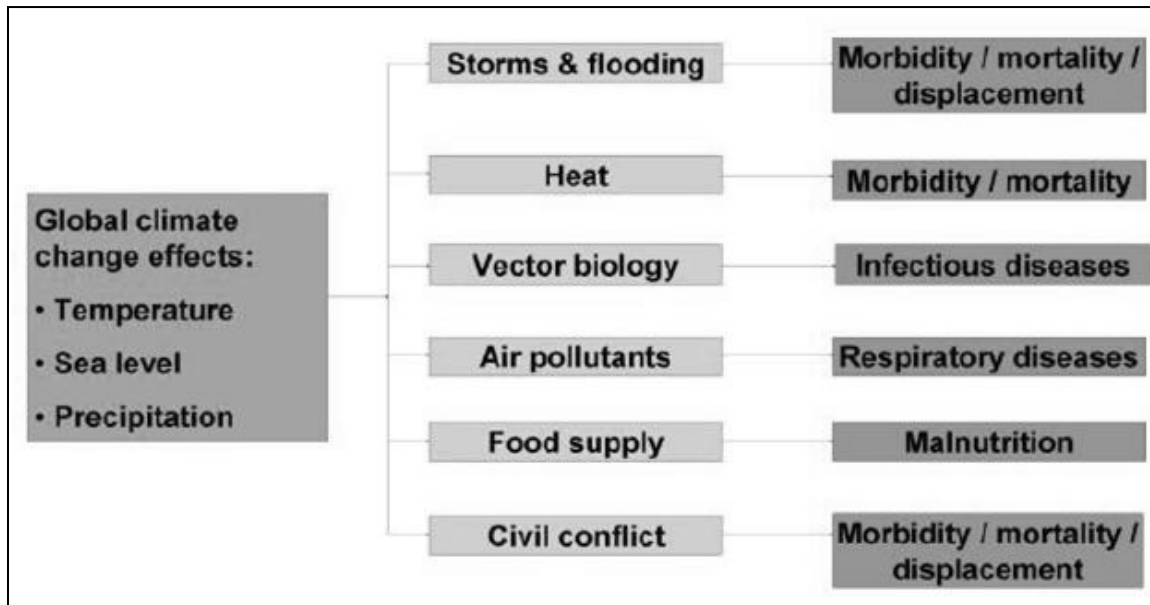 Global climate
change effects:
• Temperature
• Sea level
• Precipitation
Storms & flooding
Morbidity / mortality /
displacement
Heat
Morbidity / mortality
Vector biology
Infectious diseases
Air pollutants
Respiratory diseases
Food supply
Malnutrition
Civil conflict
Morbidity / mortality /
displacement